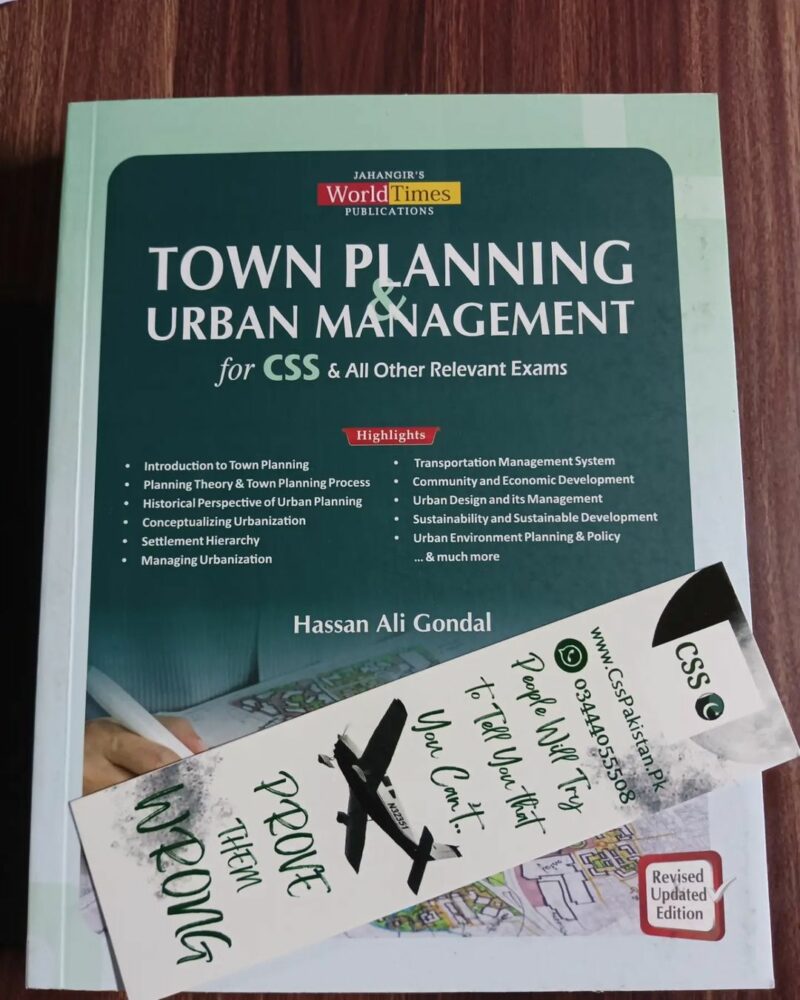 JAHANGIR'S
WorldTimes
PUBLICATIONS
TOWN PLANNING
&
URBAN MANAGEMENT
for CSS & All Other Relevant Exams
Highlights
• Introduction to Town Planning
• Planning Theory & Town Planning Process
• Historical Perspective of Urban Planning
• Conceptualizing Urbanization
• Settlement Hierarchy
• Managing Urbanization
• Transportation Management System
• Community and Economic Development
• Urban Design and its Management
• Sustainability and Sustainable Development
• Urban Environment Planning & Policy
... & much more
Hassan Ali Gondal
CSS
www.CssPakistan.Pk
03444055508
People Will Try
to Tell You that
You Can't..
N32351
PROVE
THEM
WRONG
Revised
Updated
Edition